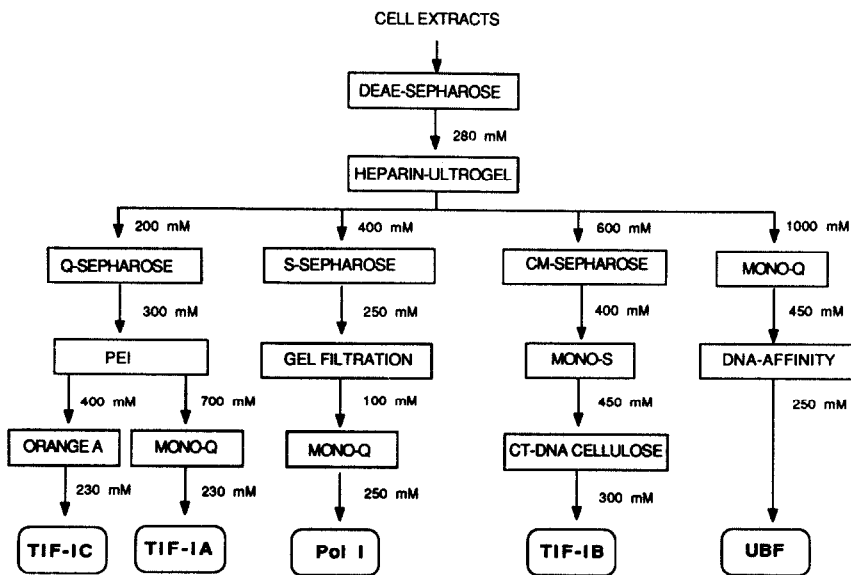 CELL EXTRACTS
DEAE-SEPHAROSE
280 mM
HEPARIN-ULTROGEL
200 mM
400 mM
600 mM
1000 mM
Q-SEPHAROSE
S-SEPHAROSE
CM-SEPHAROSE
MONO-Q
300 mM
250 mM
400 mM
450 mM
PEI
GEL FILTRATION
MONO-S
DNA-AFFINITY
400 mM
700 mM
100 mM
450 mM
250 mM
ORANGE A
MONO-Q
MONO-Q
CT-DNA CELLULOSE
230 mM
230 mM
250 mM
300 mM
TIF-IC
TIF-IA
Pol I
TIF-IB
UBF